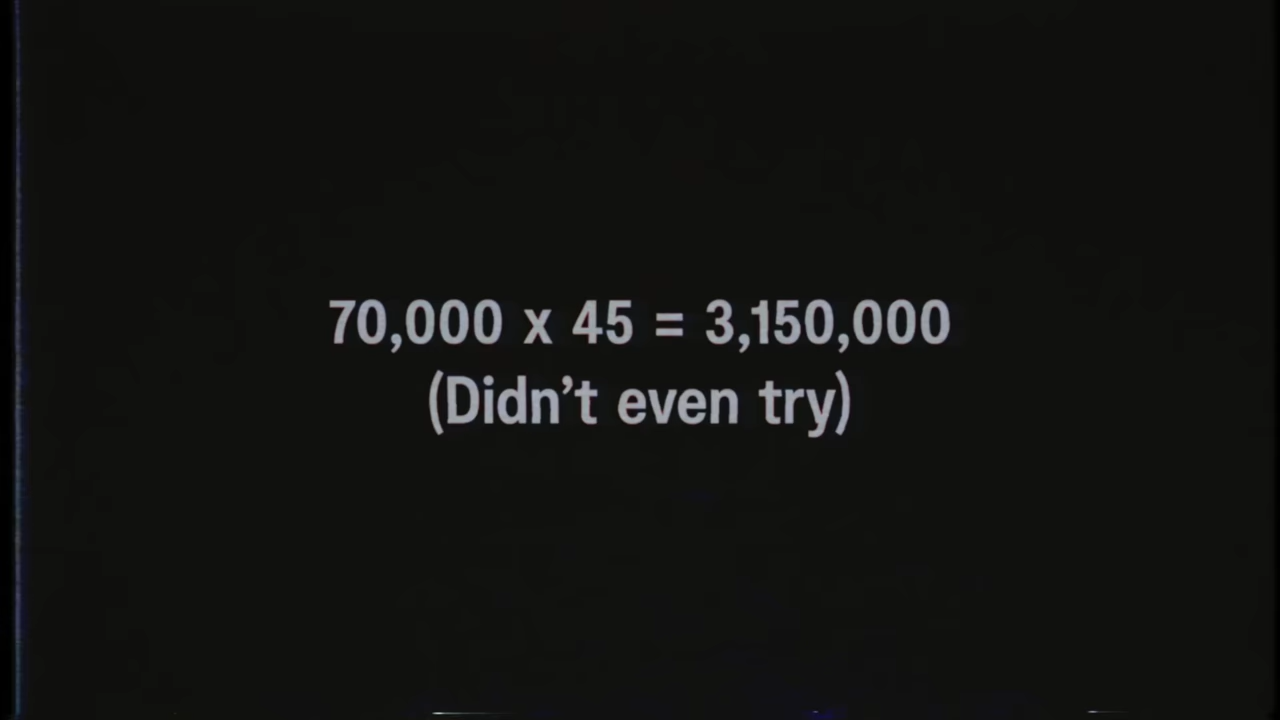 70,000 x 45 = 3,150,000
(Didn’t even try)